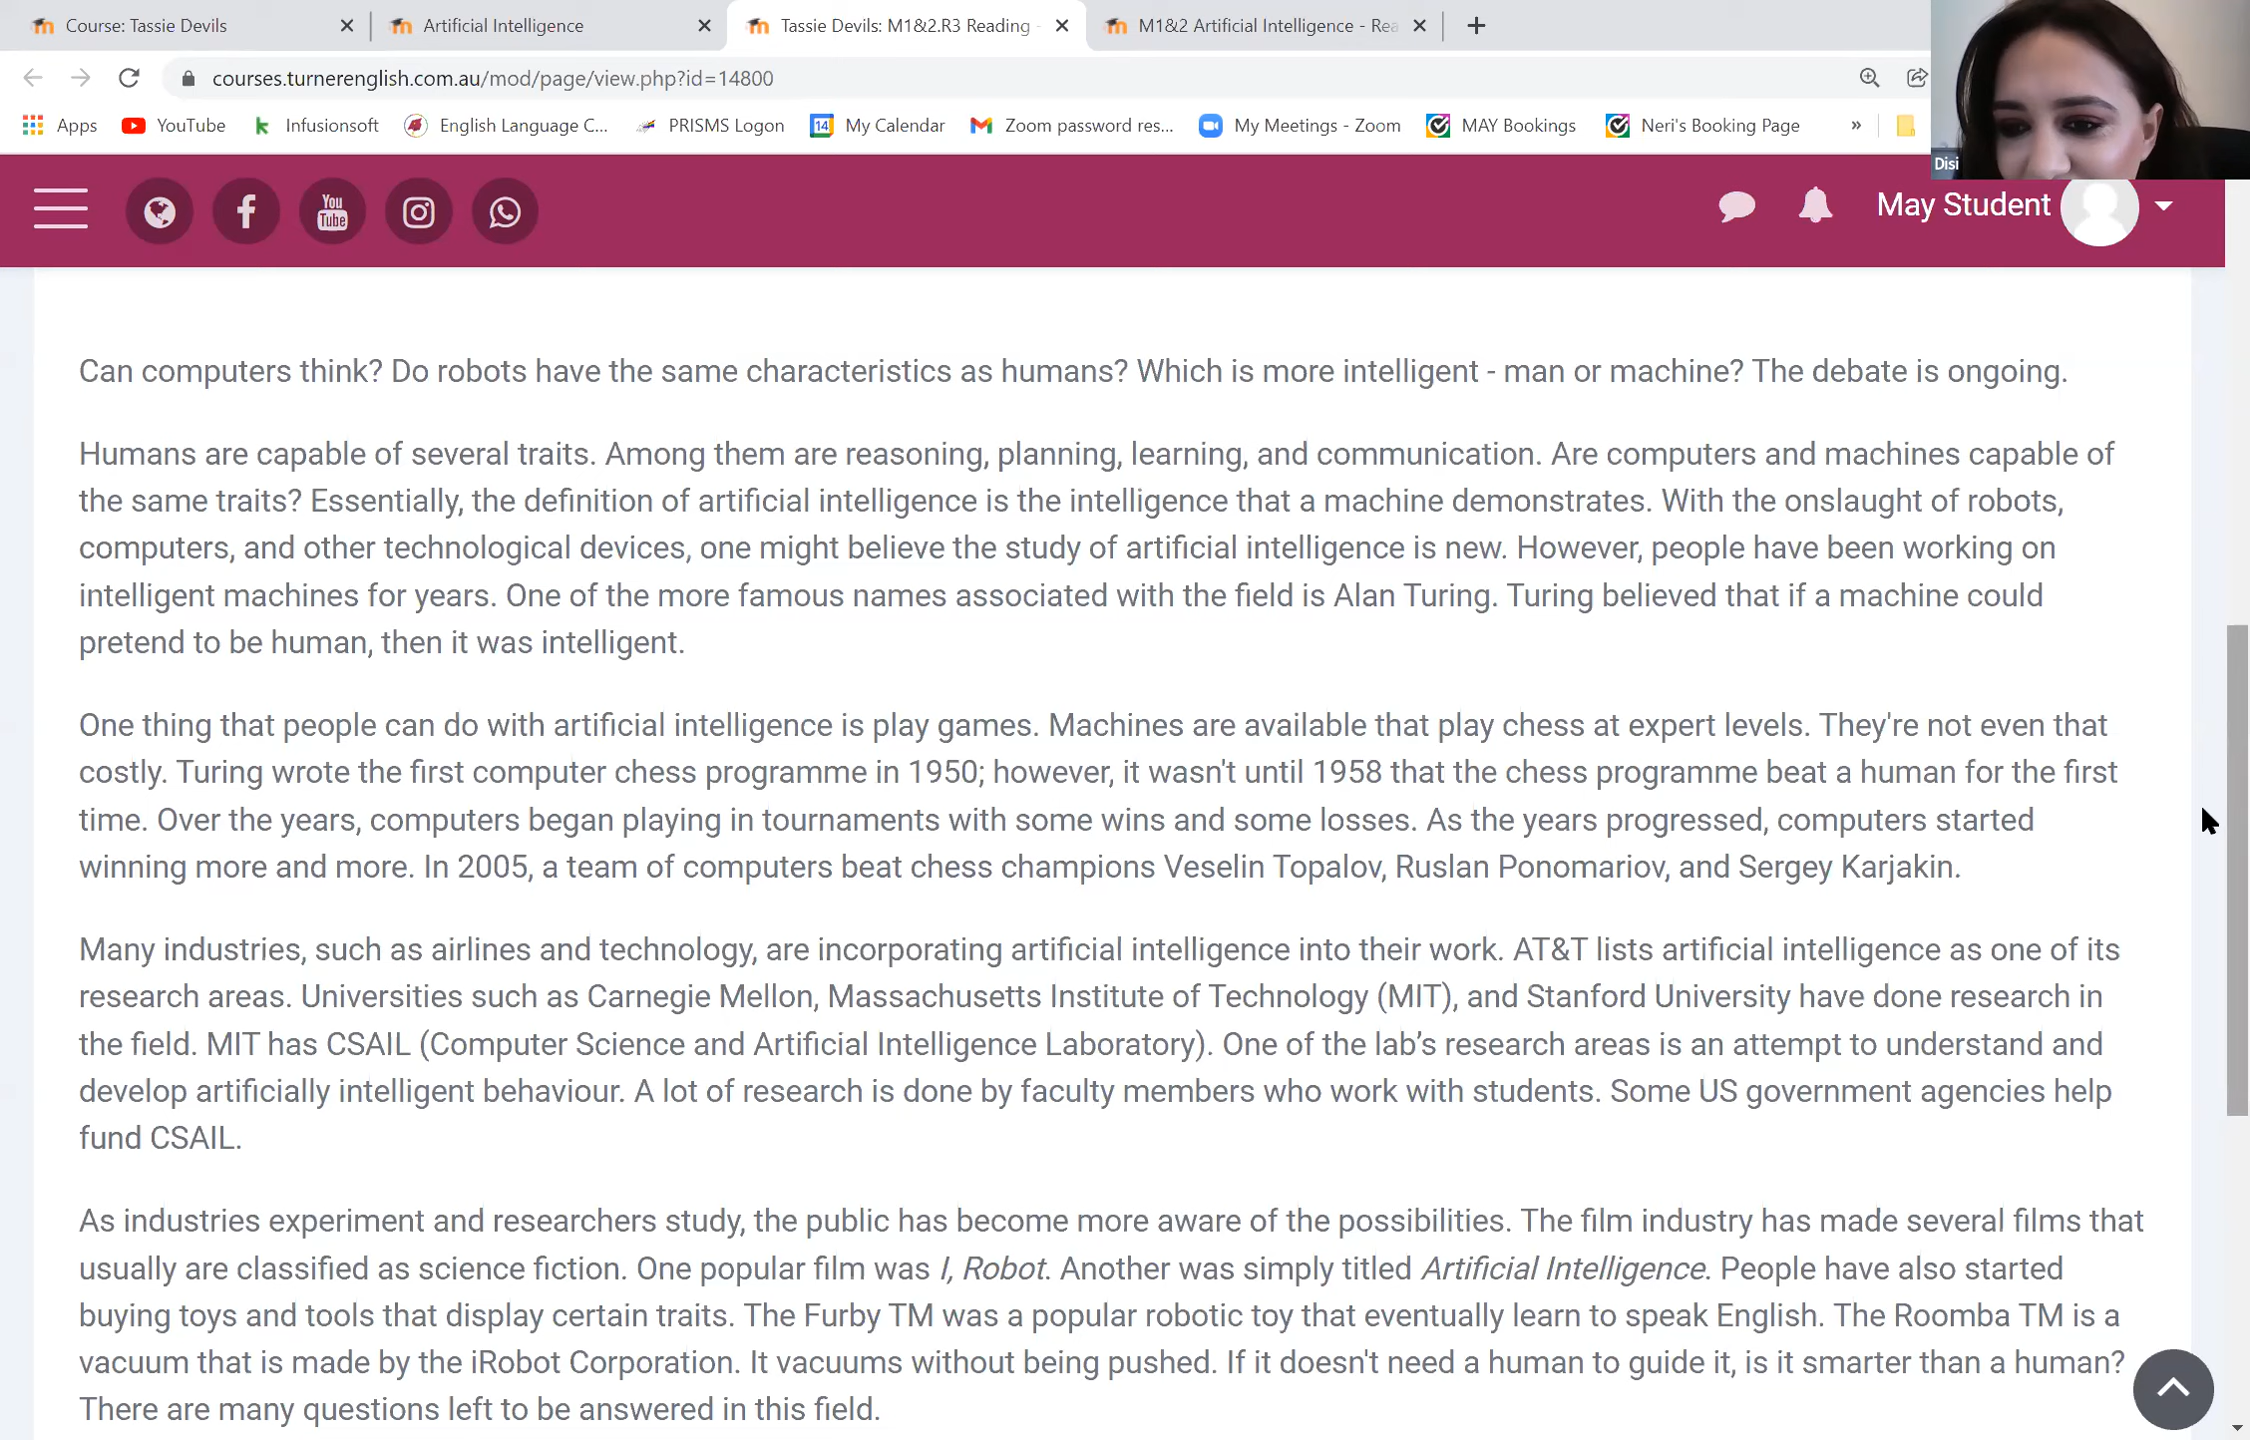 Course: Tassie Devils
Artificial Intelligence
Tassie Devils: M1&2.R3 Reading -
M1&2 Artificial Intelligence - Rea
courses.turnerenglish.com.au/mod/page/view.php?id=14800
Apps YouTube Infusionsoft English Language C... PRISMS Logon 14 My Calendar Zoom password res... My Meetings - Zoom MAY Bookings Neri's Booking Page »
Disi
You Tube
May Student
Can computers think? Do robots have the same characteristics as humans? Which is more intelligent - man or machine? The debate is ongoing.
Humans are capable of several traits. Among them are reasoning, planning, learning, and communication. Are computers and machines capable of
the same traits? Essentially, the definition of artificial intelligence is the intelligence that a machine demonstrates. With the onslaught of robots,
computers, and other technological devices, one might believe the study of artificial intelligence is new. However, people have been working on
intelligent machines for years. One of the more famous names associated with the field is Alan Turing. Turing believed that if a machine could
pretend to be human, then it was intelligent.
One thing that people can do with artificial intelligence is play games. Machines are available that play chess at expert levels. They're not even that
costly. Turing wrote the first computer chess programme in 1950; however, it wasn't until 1958 that the chess programme beat a human for the first
time. Over the years, computers began playing in tournaments with some wins and some losses. As the years progressed, computers started
winning more and more. In 2005, a team of computers beat chess champions Veselin Topalov, Ruslan Ponomariov, and Sergey Karjakin.
Many industries, such as airlines and technology, are incorporating artificial intelligence into their work. AT&T lists artificial intelligence as one of its
research areas. Universities such as Carnegie Mellon, Massachusetts Institute of Technology (MIT), and Stanford University have done research in
the field. MIT has CSAIL (Computer Science and Artificial Intelligence Laboratory). One of the lab’s research areas is an attempt to understand and
develop artificially intelligent behaviour. A lot of research is done by faculty members who work with students. Some US government agencies help
fund CSAIL.
As industries experiment and researchers study, the public has become more aware of the possibilities. The film industry has made several films that
usually are classified as science fiction. One popular film was I, Robot. Another was simply titled Artificial Intelligence. People have also started
buying toys and tools that display certain traits. The Furby TM was a popular robotic toy that eventually learn to speak English. The Roomba TM is a
vacuum that is made by the iRobot Corporation. It vacuums without being pushed. If it doesn't need a human to guide it, is it smarter than a human?
There are many questions left to be answered in this field.